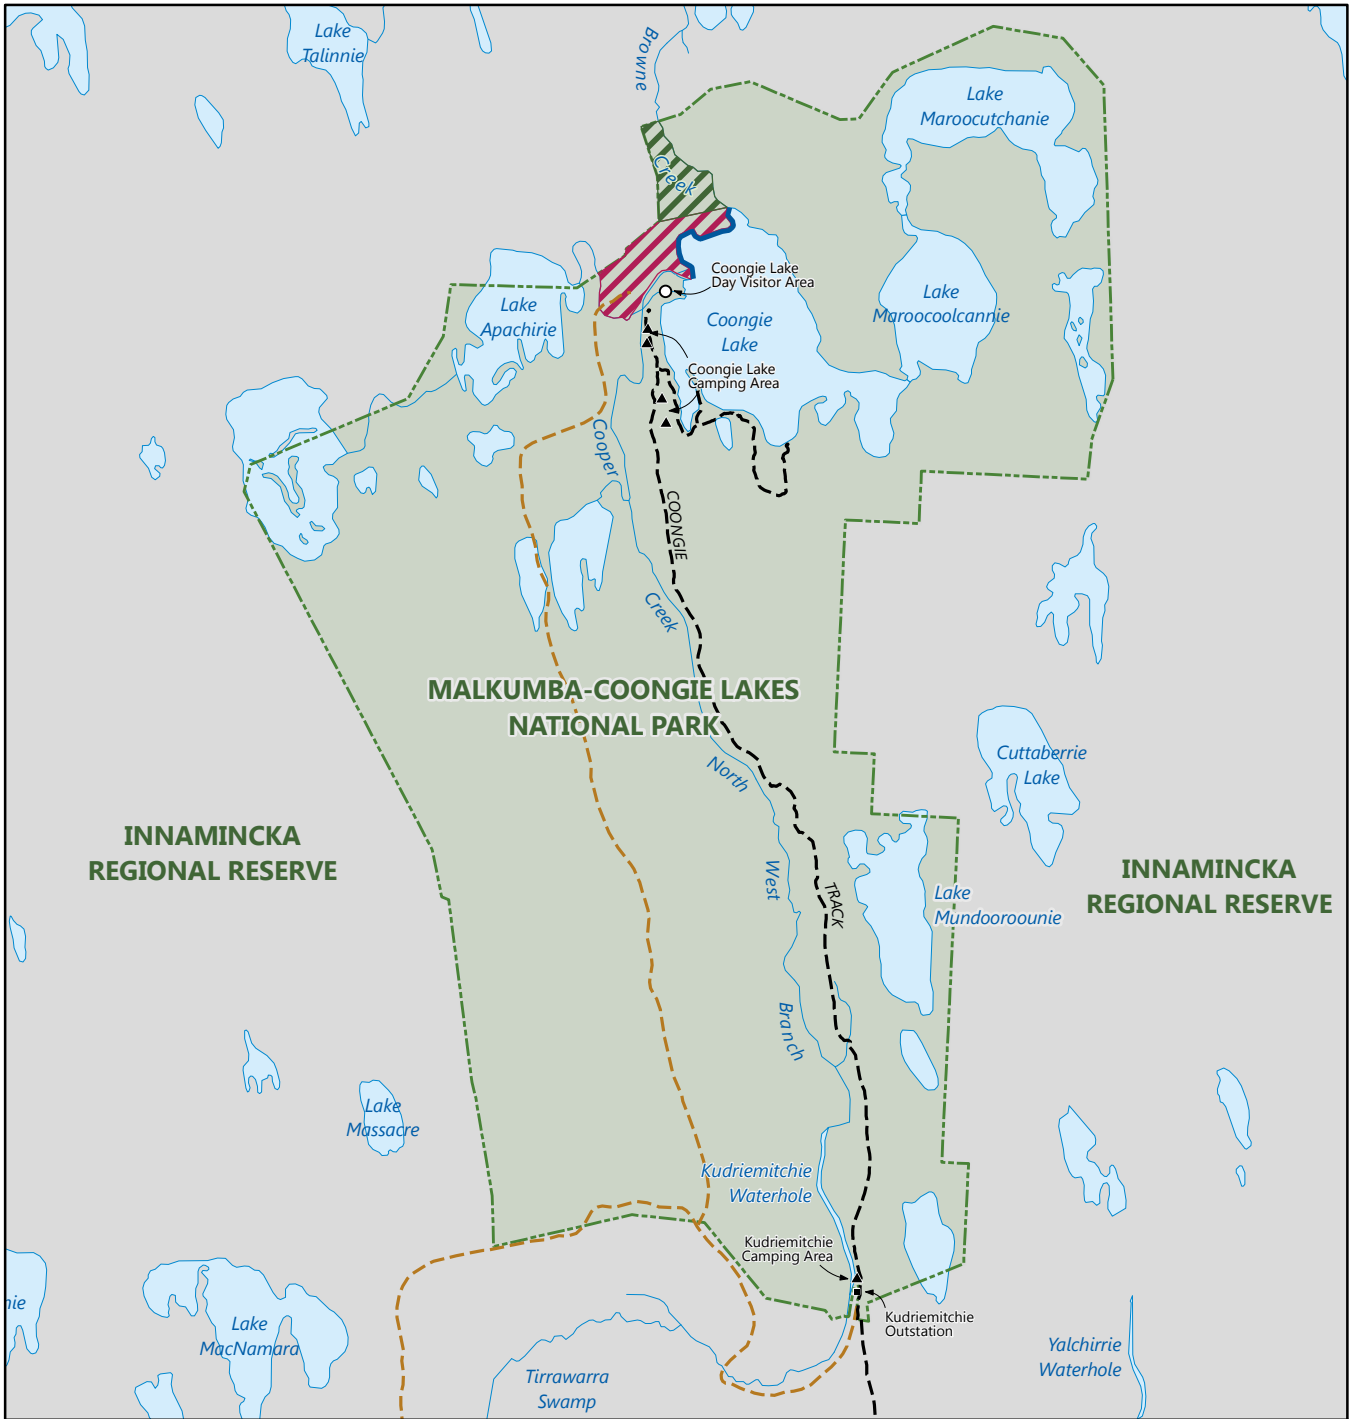 Lake
Talinnie
Browne
Lake
Maroocutchanie
Creek
Coongie Lake
Day Visitor Area
Lake
Apachirie
Coongie
Lake
Lake
Maroocoolcannie
Coongie Lake
Camping Area
Cooper
COONGIE
Creek
MALKUMBA-COONGIE LAKES
NATIONAL PARK
North
Cuttaberrie
Lake
INNAMINCKA
REGIONAL RESERVE
West
TRACK
Lake
Mundooroounie
INNAMINCKA
REGIONAL RESERVE
Branch
Lake
Massacre
Kudriemitchie
Waterhole
Kudriemitchie
Camping Area
nie
Lake
MacNamara
Kudriemitchie
Outstation
Tirrawarra
Swamp
Yalchirrie
Waterhole